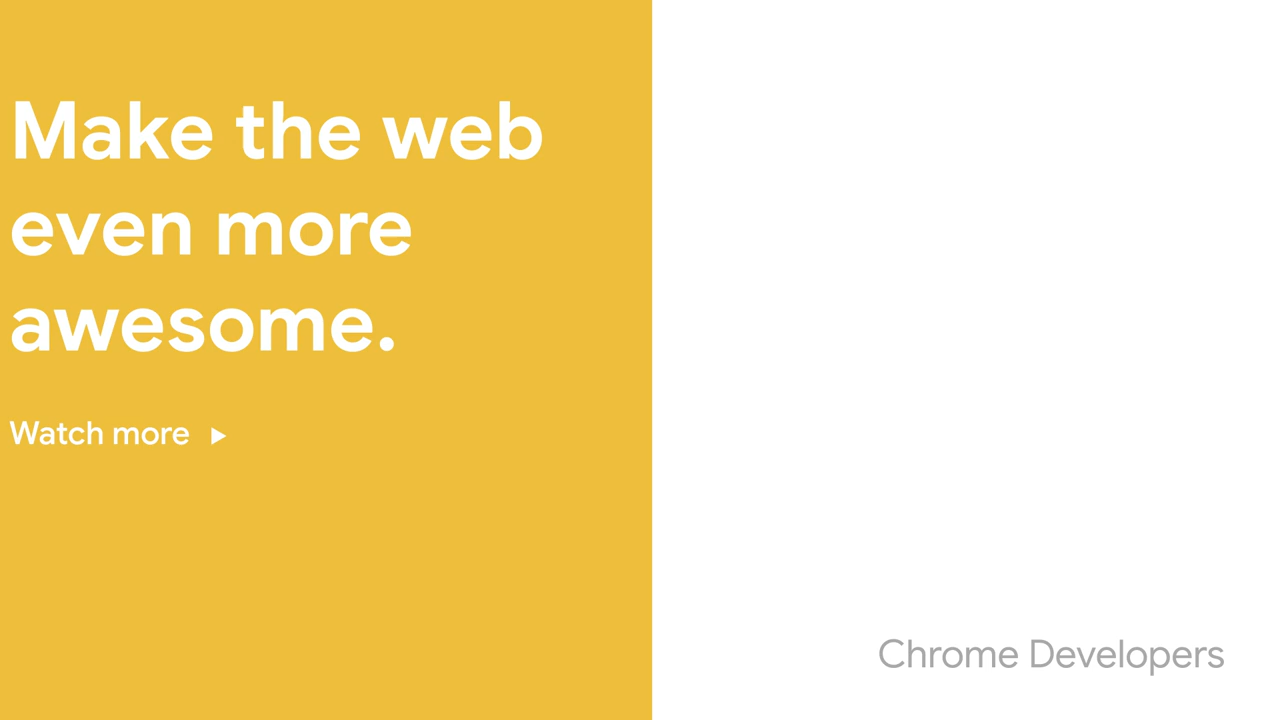 Make the web
even more
awesome.
Watch more
Chrome Developers